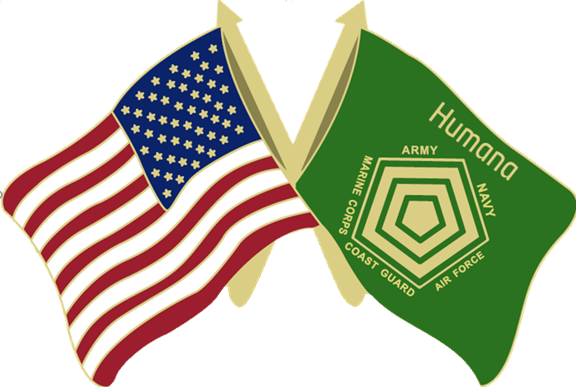 Humana
ARMY
NAVY
MARINE CORPS
COAST GUARD
AIR FORCE